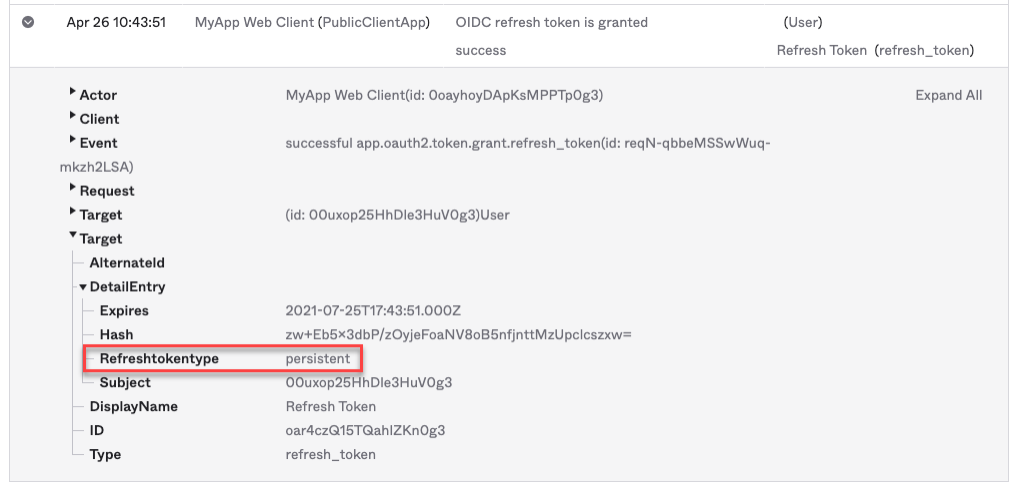 Apr 26 10:43:51 MyApp Web Client (PublicClientApp) OIDC refresh token is granted (User)
success Refresh Token (refresh_token)
Actor MyApp Web Client(id: 0oayhoyDApKsMPPTp0g3) Expand All
Client
Event successful app.oauth2.token.grant.refresh_token(id: reqN-qbbeMSSwWuq-
mkzh2LSA)
Request
Target (id: 00uxop25HhDle3HuV0g3)User
Target
AlternateId
DetailEntry
Expires 2021-07-25T17:43:51.000Z
Hash zw+Eb5x3dbP/zOyjeFoaNV8oB5nfjnttMzUpclcszxw=
Refreshtokentype persistent
Subject 00uxop25HhDle3HuV0g3
DisplayName Refresh Token
ID oar4czQ15TQahlZKn0g3
Type refresh_token